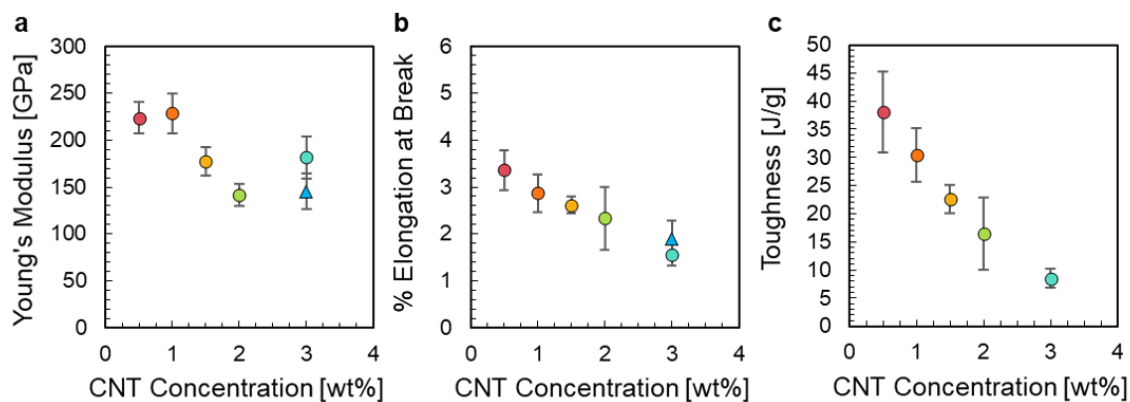 a
Young's Modulus [GPa]
300
250
200
150
100
50
0
0 1 2 3 4
CNT Concentration [wt%]
b
% Elongation at Break
6
5
4
3
2
1
0
0 1 2 3 4
CNT Concentration [wt%]
c
Toughness [J/g]
50
45
40
35
30
25
20
15
10
5
0
0 1 2 3 4
CNT Concentration [wt%]